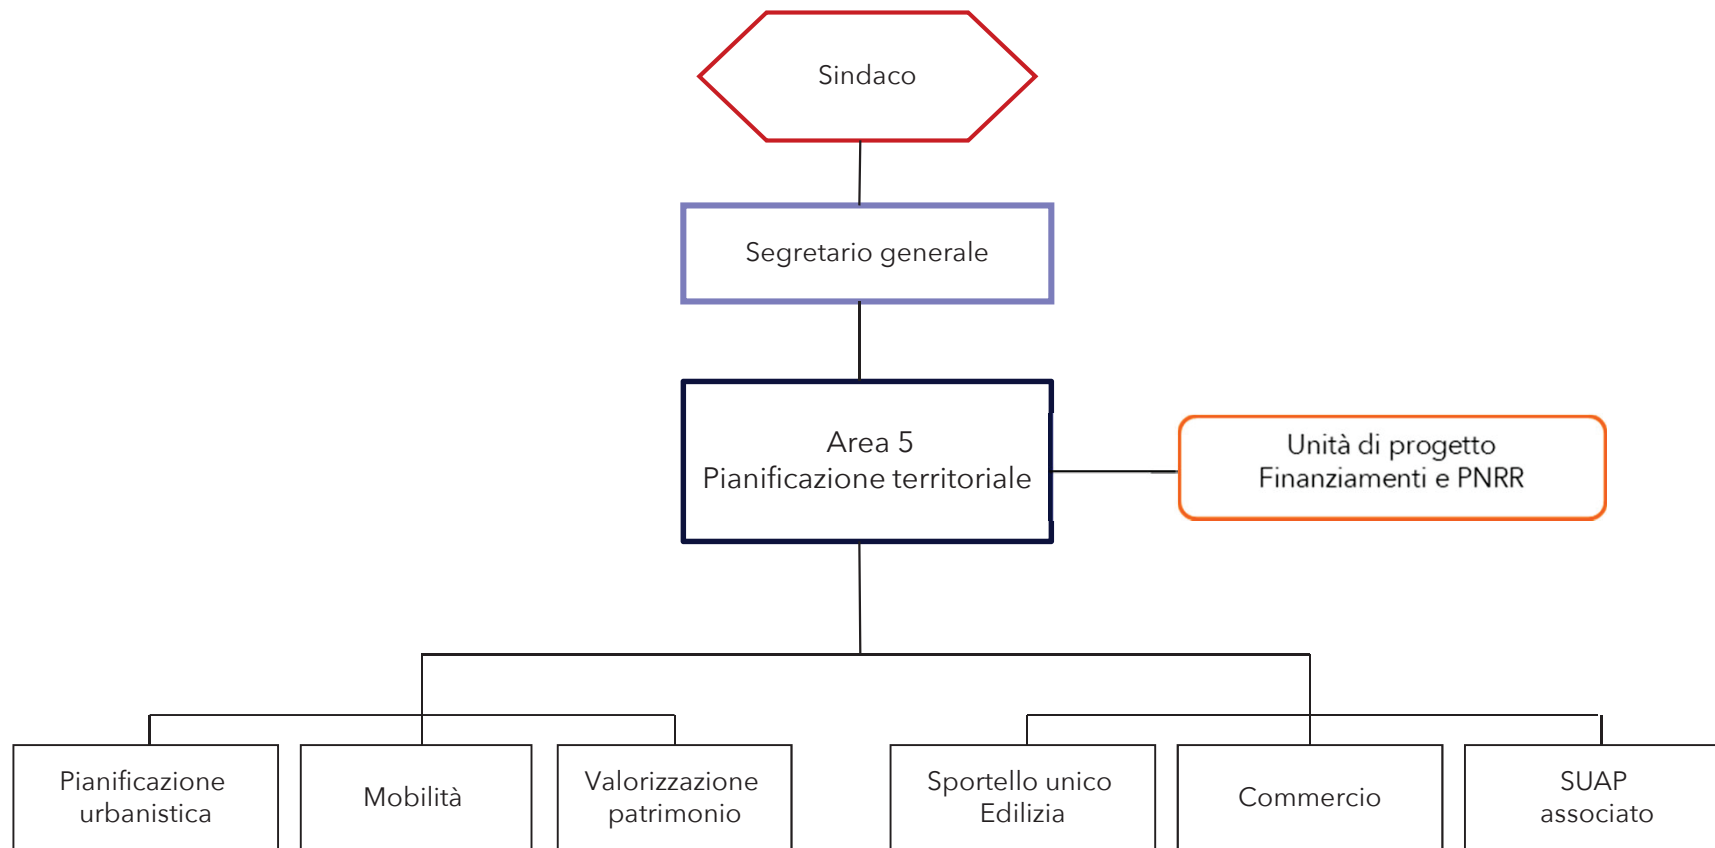 Sindaco
Segretario generale
Area 5
Pianificazione territoriale
Unità di progetto
Finanziamenti e PNRR
Pianificazione
urbanistica
Mobilità
Valorizzazione
patrimonio
Sportello unico
Edilizia
Commercio
SUAP
associato